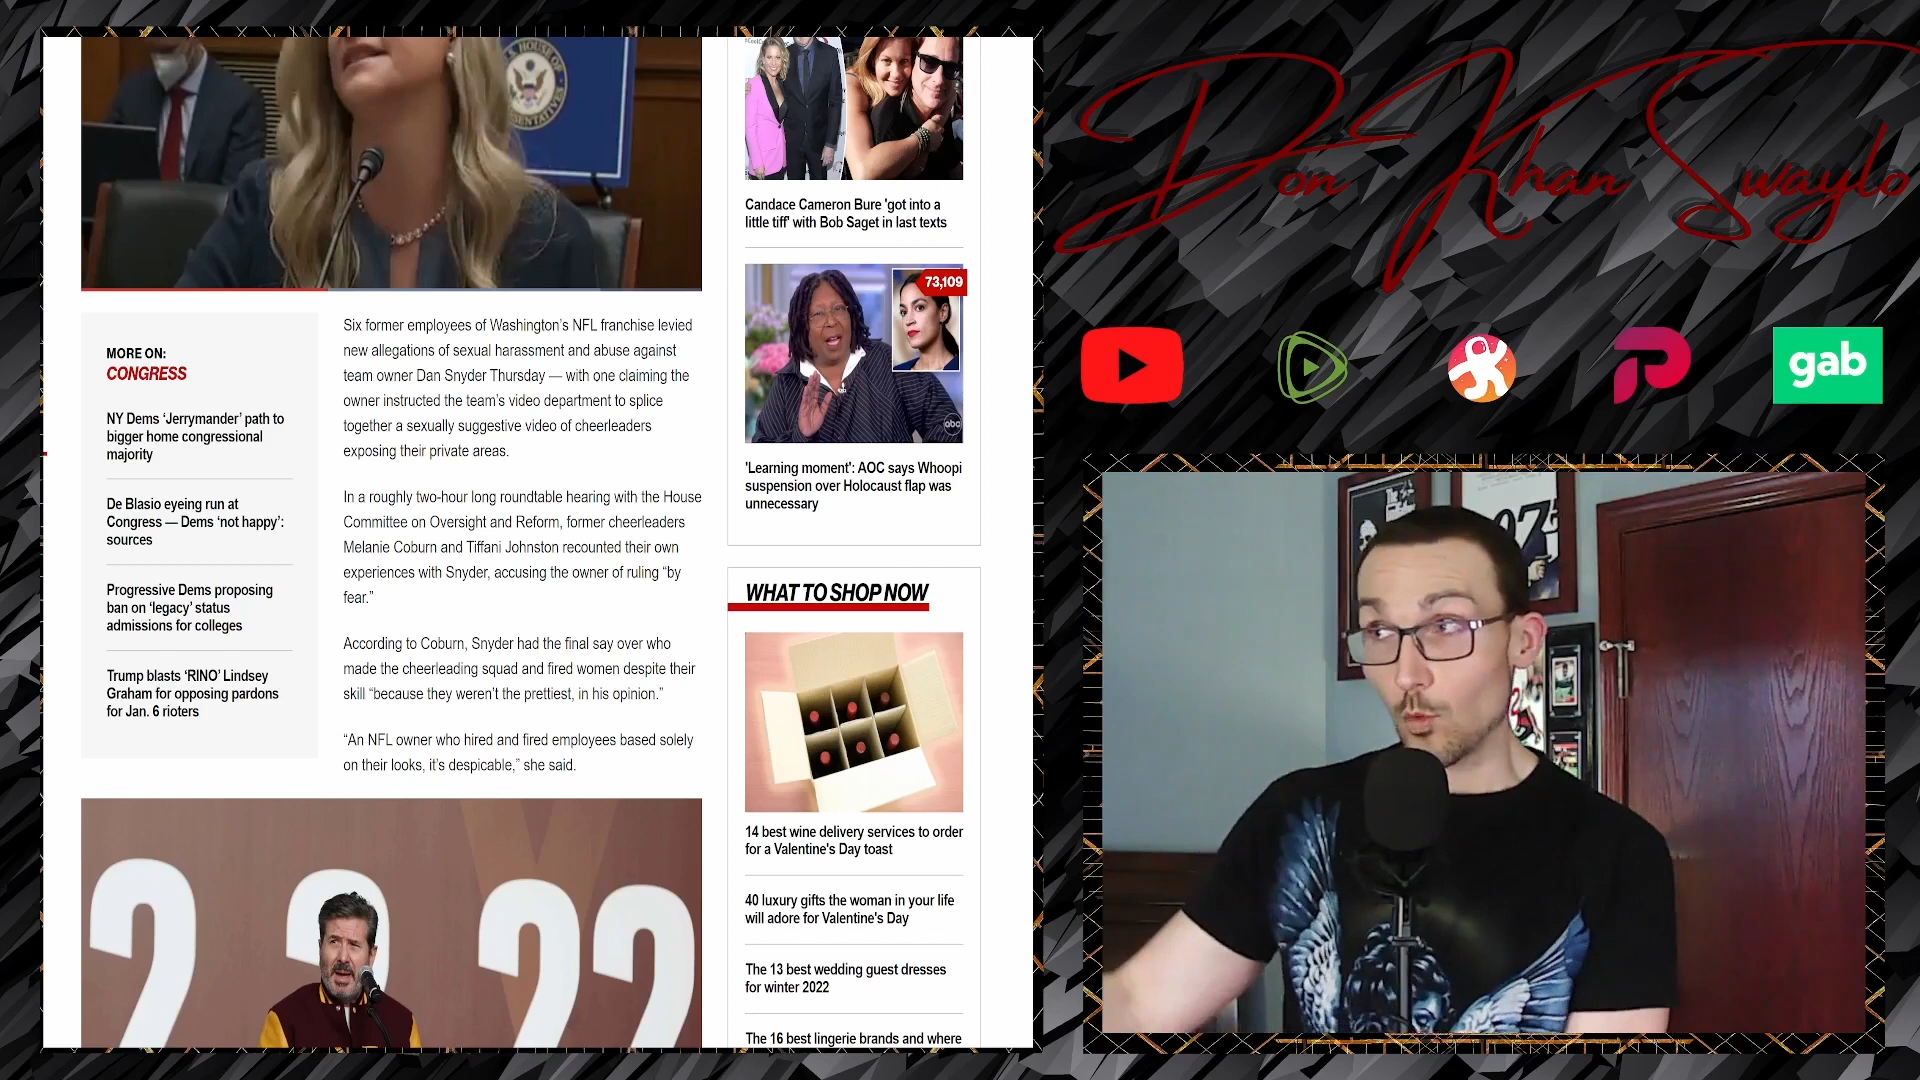 Don Khan Swaylo
gab
U.S. HOUSE OF
REPRESENTATIVES
MORE ON:
CONGRESS
NY Dems ‘Jerrymander’ path to
bigger home congressional
majority
De Blasio eyeing run at
Congress — Dems ‘not happy’:
sources
Progressive Dems proposing
ban on ‘legacy’ status
admissions for colleges
Trump blasts ‘RINO’ Lindsey
Graham for opposing pardons
for Jan. 6 rioters
Six former employees of Washington’s NFL franchise levied
new allegations of sexual harassment and abuse against
team owner Dan Snyder Thursday — with one claiming the
owner instructed the team’s video department to splice
together a sexually suggestive video of cheerleaders
exposing their private areas.
In a roughly two-hour long roundtable hearing with the House
Committee on Oversight and Reform, former cheerleaders
Melanie Coburn and Tiffani Johnston recounted their own
experiences with Snyder, accusing the owner of ruling “by
fear.”
According to Coburn, Snyder had the final say over who
made the cheerleading squad and fired women despite their
skill “because they weren’t the prettiest, in his opinion.”
“An NFL owner who hired and fired employees based solely
on their looks, it’s despicable,” she said.
2 2 22
Candace Cameron Bure 'got into a
little tiff' with Bob Saget in last texts
73,109
abc
'Learning moment': AOC says Whoopi
suspension over Holocaust flap was
unnecessary
WHAT TO SHOP NOW
14 best wine delivery services to order
for a Valentine's Day toast
40 luxury gifts the woman in your life
will adore for Valentine's Day
The 13 best wedding guest dresses
for winter 2022
The 16 best lingerie brands and where